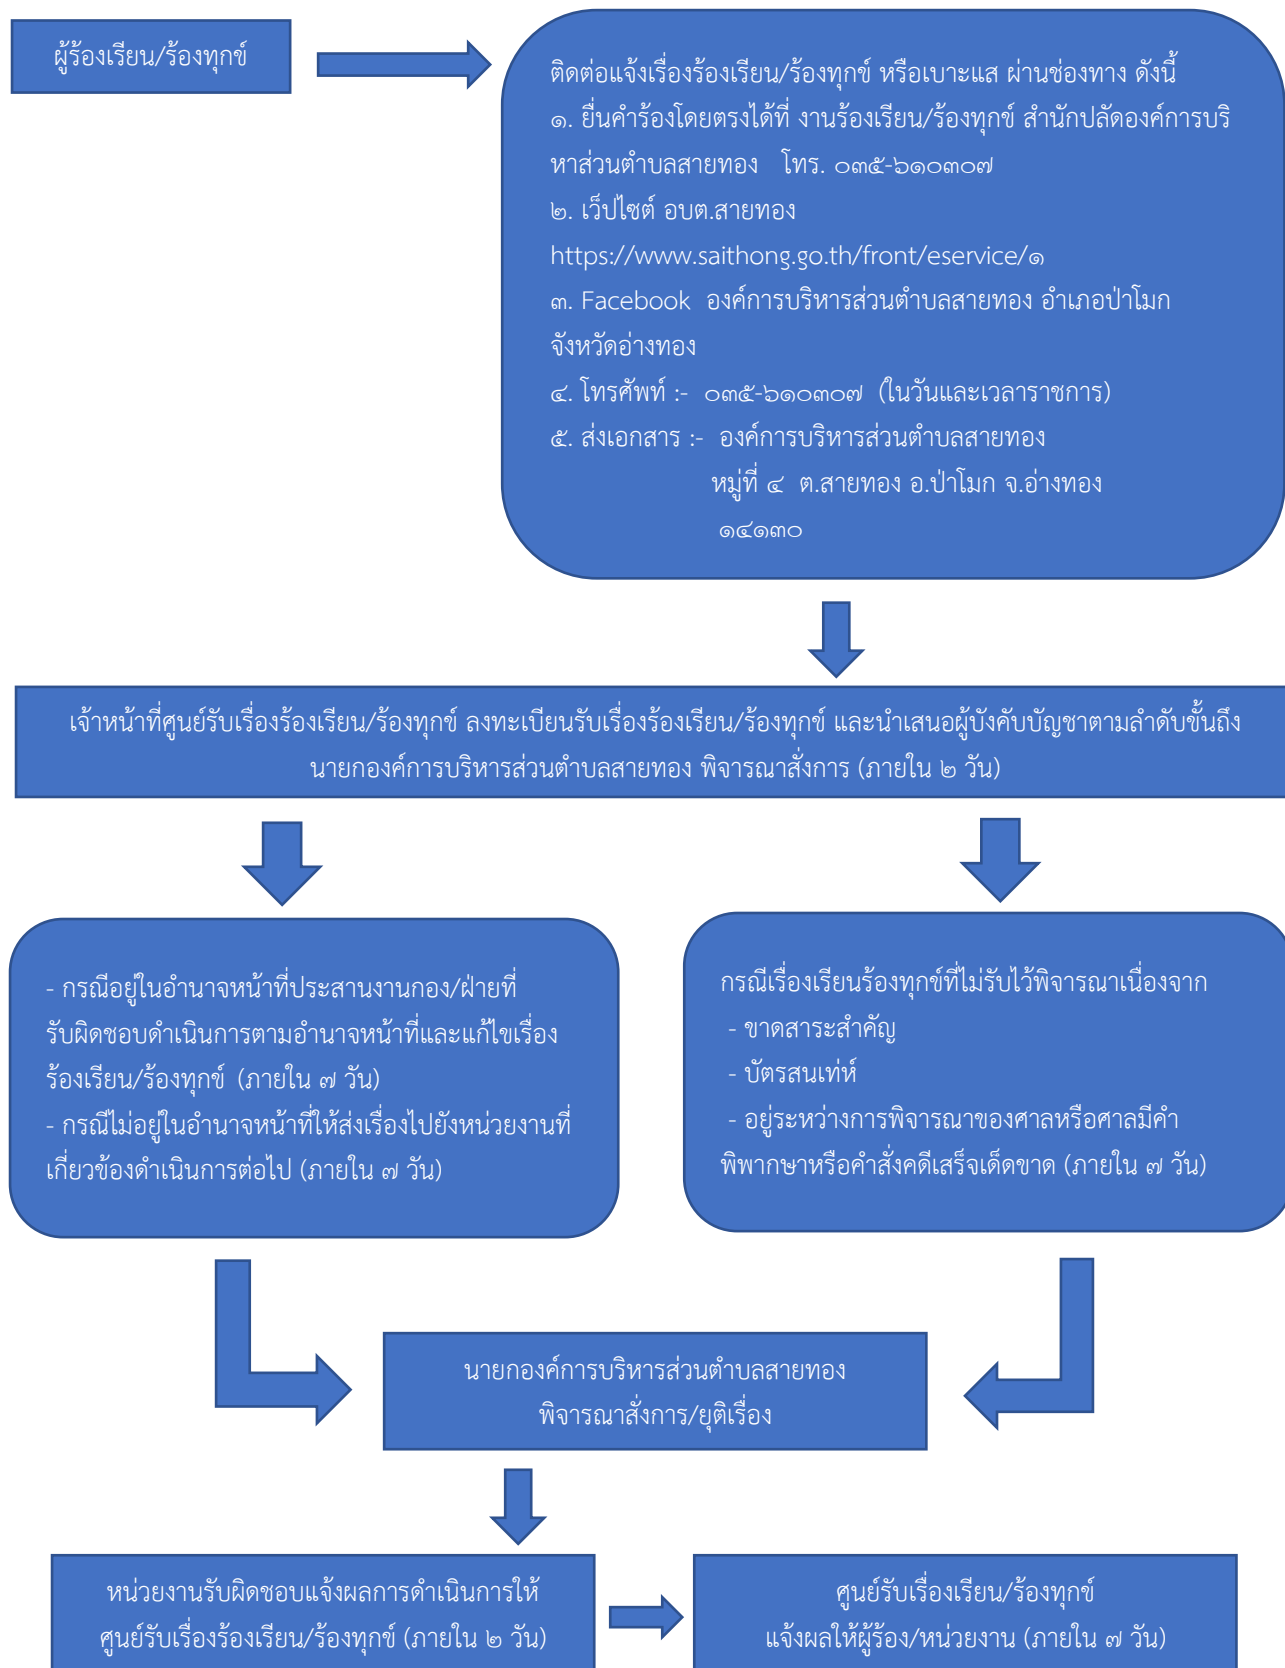 ผู้ร้องเรียน/ร้องทุกข์
ติดต่อแจ้งเรื่องร้องเรียน/ร้องทุกข์ หรือเบาะแส ผ่านช่องทาง ดังนี้
๑. ยื่นคำร้องโดยตรงได้ที่ งานร้องเรียน/ร้องทุกข์ สำนักปลัดองค์การบริ
หาส่วนตำบลสายทอง โทร. ๐๓๕-๖๑๐๓๐๗
๒. เว็ปไซต์ อบต.สายทอง
https://www.saithong.go.th/front/eservice/๑
๓. Facebook องค์การบริหารส่วนตำบลสายทอง อำเภอป่าโมก
จังหวัดอ่างทอง
๔. โทรศัพท์ :- ๐๓๕-๖๑๐๓๐๗ (ในวันและเวลาราชการ)
๕. ส่งเอกสาร :- องค์การบริหารส่วนตำบลสายทอง
หมู่ที่ ๔ ต.สายทอง อ.ป่าโมก จ.อ่างทอง
๑๔๑๓๐
เจ้าหน้าที่ศูนย์รับเรื่องร้องเรียน/ร้องทุกข์ ลงทะเบียนรับเรื่องร้องเรียน/ร้องทุกข์ และนำเสนอผู้บังคับบัญชาตามลำดับขั้นถึง
นายกองค์การบริหารส่วนตำบลสายทอง พิจารณาสั่งการ (ภายใน ๒ วัน)
- กรณีอยู่ในอำนาจหน้าที่ประสานงานกอง/ฝ่ายที่
รับผิดชอบดำเนินการตามอำนาจหน้าที่และแก้ไขเรื่อง
ร้องเรียน/ร้องทุกข์ (ภายใน ๗ วัน)
- กรณีไม่อยู่ในอำนาจหน้าที่ให้ส่งเรื่องไปยังหน่วยงานที่
เกี่ยวข้องดำเนินการต่อไป (ภายใน ๗ วัน)
กรณีเรื่องเรียนร้องทุกข์ที่ไม่รับไว้พิจารณาเนื่องจาก
- ขาดสาระสำคัญ
- บัตรสนเท่ห์
- อยู่ระหว่างการพิจารณาของศาลหรือศาลมีคำ
พิพากษาหรือคำสั่งคดีเสร็จเด็ดขาด (ภายใน ๗ วัน)
นายกองค์การบริหารส่วนตำบลสายทอง
พิจารณาสั่งการ/ยุติเรื่อง
หน่วยงานรับผิดชอบแจ้งผลการดำเนินการให้
ศูนย์รับเรื่องร้องเรียน/ร้องทุกข์ (ภายใน ๒ วัน)
ศูนย์รับเรื่องเรียน/ร้องทุกข์
แจ้งผลให้ผู้ร้อง/หน่วยงาน (ภายใน ๗ วัน)